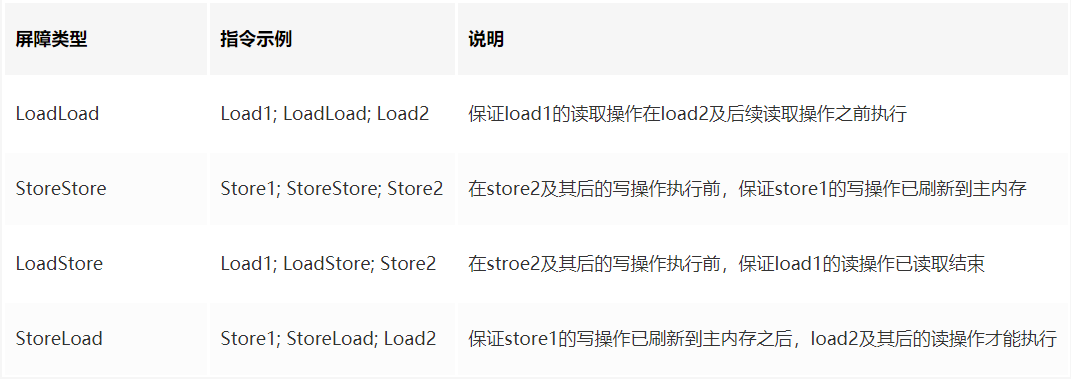 屏障类型 指令示例 说明
LoadLoad Load1; LoadLoad; Load2 保证load1的读取操作在load2及后续读取操作之前执行
StoreStore Store1; StoreStore; Store2 在store2及其后的写操作执行前，保证store1的写操作已刷新到主内存
LoadStore Load1; LoadStore; Store2 在stroe2及其后的写操作执行前，保证load1的读操作已读取结束
StoreLoad Store1; StoreLoad; Load2 保证store1的写操作已刷新到主内存之后，load2及其后的读操作才能执行